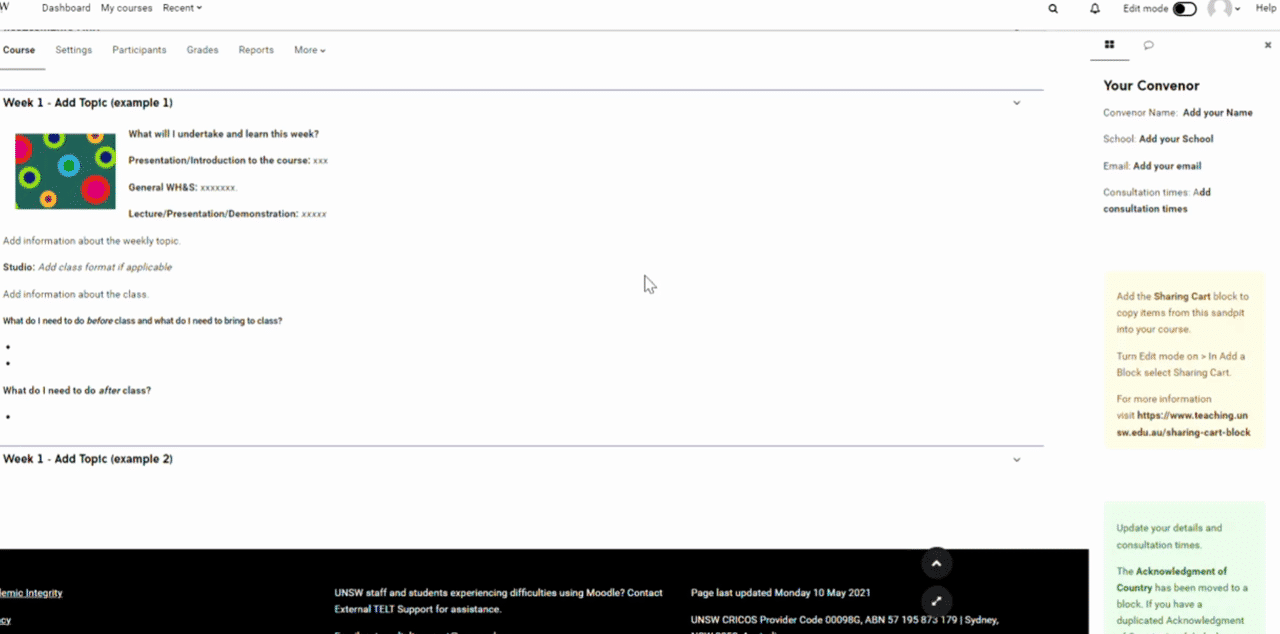 W Dashboard My courses Recent Edit mode Help
Course Settings Participants Grades Reports More
Week 1 - Add Topic (example 1)
What will I undertake and learn this week?
Presentation/Introduction to the course: xxx
General WH&S: xxxxxxx.
Lecture/Presentation/Demonstration: xxxxx
Add information about the weekly topic.
Studio: Add class format if applicable
Add information about the class.
What do I need to do before class and what do I need to bring to class?
What do I need to do after class?
Week 1 - Add Topic (example 2)
Your Convenor
Convenor Name: Add your Name
School: Add your School
Email: Add your email
Consultation times: Add
consultation times
Add the Sharing Cart block to
copy items from this sandpit
into your course.
Turn Edit mode on > In Add a
Block select Sharing Cart.
For more information
visit https://www.teaching.un
sw.edu.au/sharing-cart-block
Update your details and
consultation times.
The Acknowledgment of
Country has been moved to a
block. If you have a
duplicated Acknowledgment
demic Integrity
cy
UNSW staff and students experiencing difficulties using Moodle? Contact
External TELT Support for assistance.
Page last updated Monday 10 May 2021
UNSW CRICOS Provider Code 00098G, ABN 57 195 873 179 | Sydney,